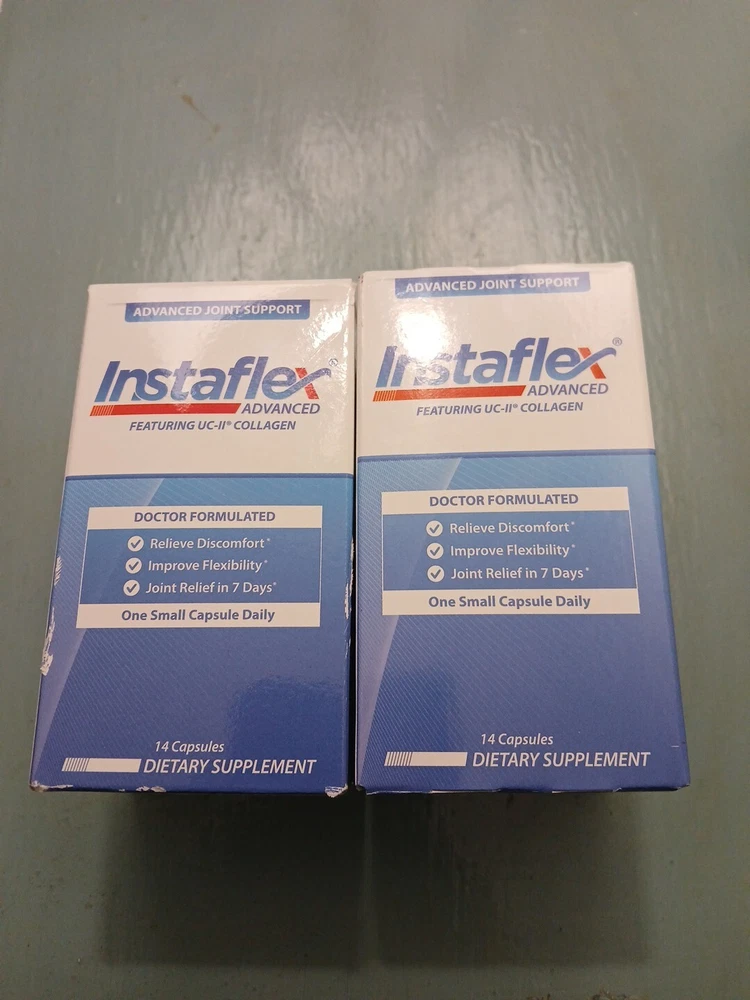 ADVANCED JOINT SUPPORT
Instaflex®
ADVANCED
FEATURING UC-II® COLLAGEN
DOCTOR FORMULATED
Relieve Discomfort*
Improve Flexibility*
Joint Relief in 7 Days*
One Small Capsule Daily
14 Capsules
DIETARY SUPPLEMENT
ADVANCED JOINT SUPPORT
Instaflex®
ADVANCED
FEATURING UC-II® COLLAGEN
DOCTOR FORMULATED
Relieve Discomfort*
Improve Flexibility*
Joint Relief in 7 Days*
One Small Capsule Daily
14 Capsules
DIETARY SUPPLEMENT